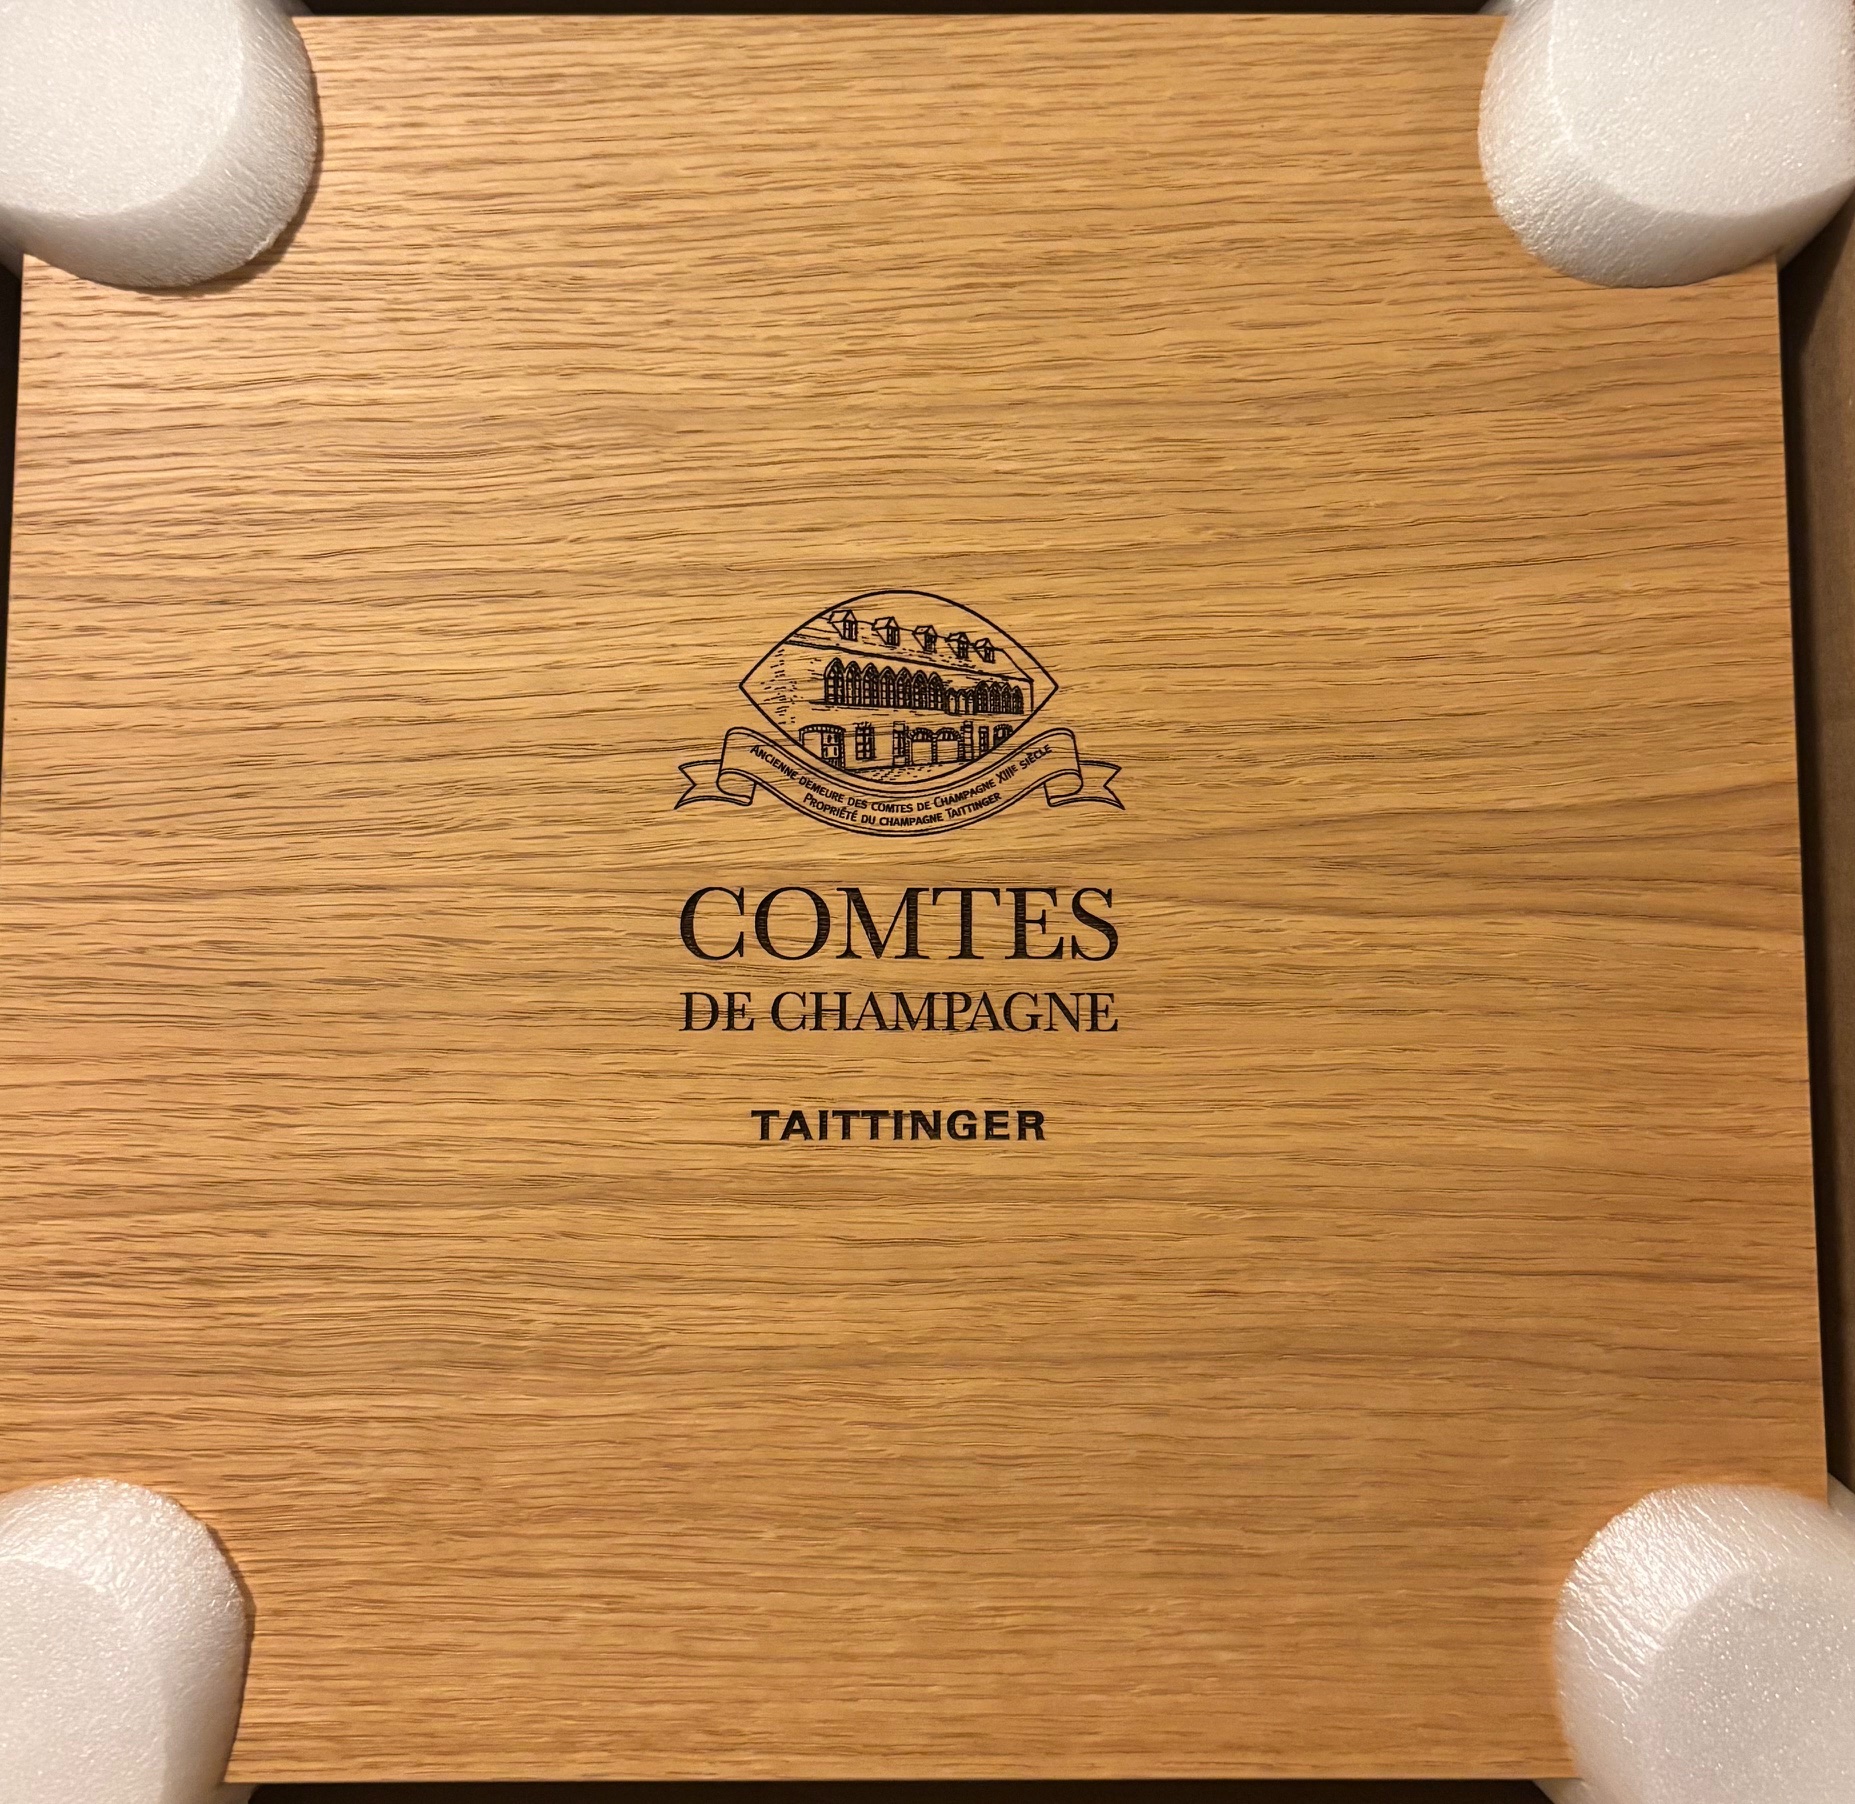 ANCIENNE DEMEURE DES COMTES DE CHAMPAGNE XIIIE SIÈCLE
PROPRIÉTÉ DU CHAMPAGNE TAITTINGER
COMTES
DE CHAMPAGNE
TAITTINGER